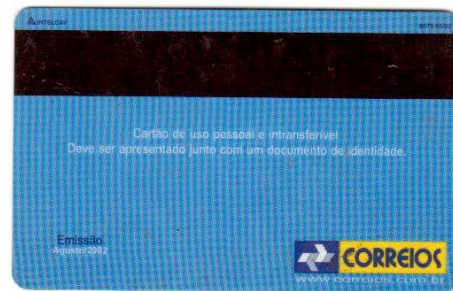 INTELCAV
Cartão de uso pessoal e intransferível.
Deve ser apresentado junto com um documento de identidade.
Emissão
Agosto/2002
CORREIOS
www.correios.com.br